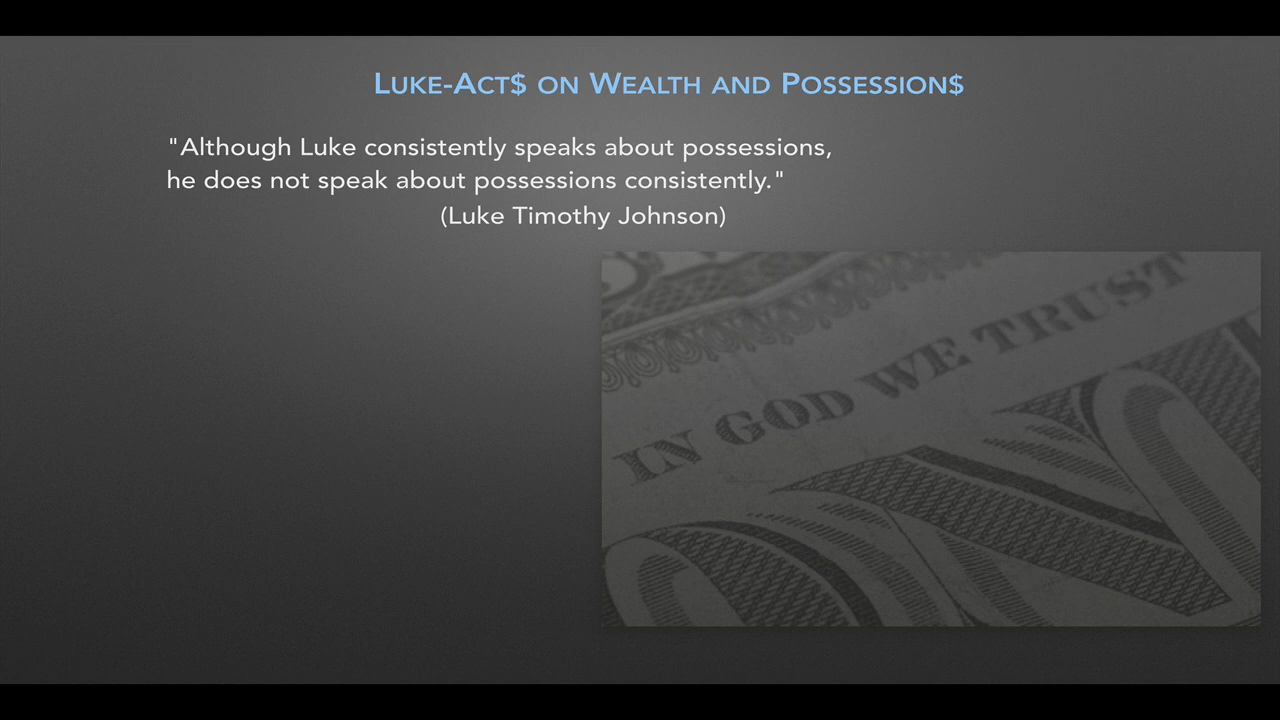 Luke-Act$ on Wealth and Possession$
"Although Luke consistently speaks about possessions,
he does not speak about possessions consistently."
(Luke Timothy Johnson)
IN GOD WE TRUST